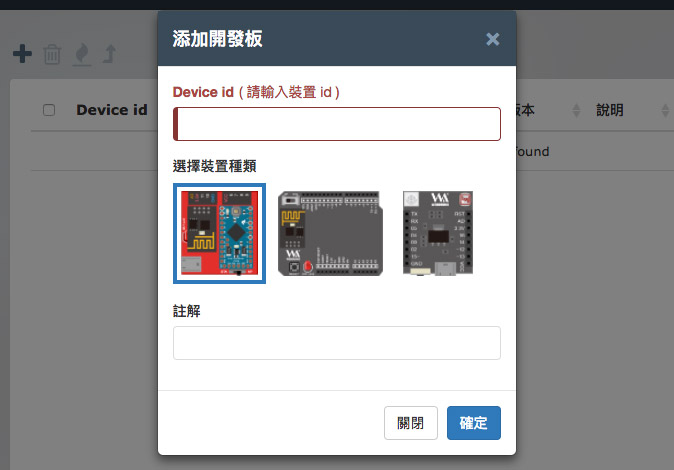 添加開發板
×
Device id ( 請輸入裝置 id )
Device id
版本
說明
found
選擇裝置種類
註解
關閉
確定